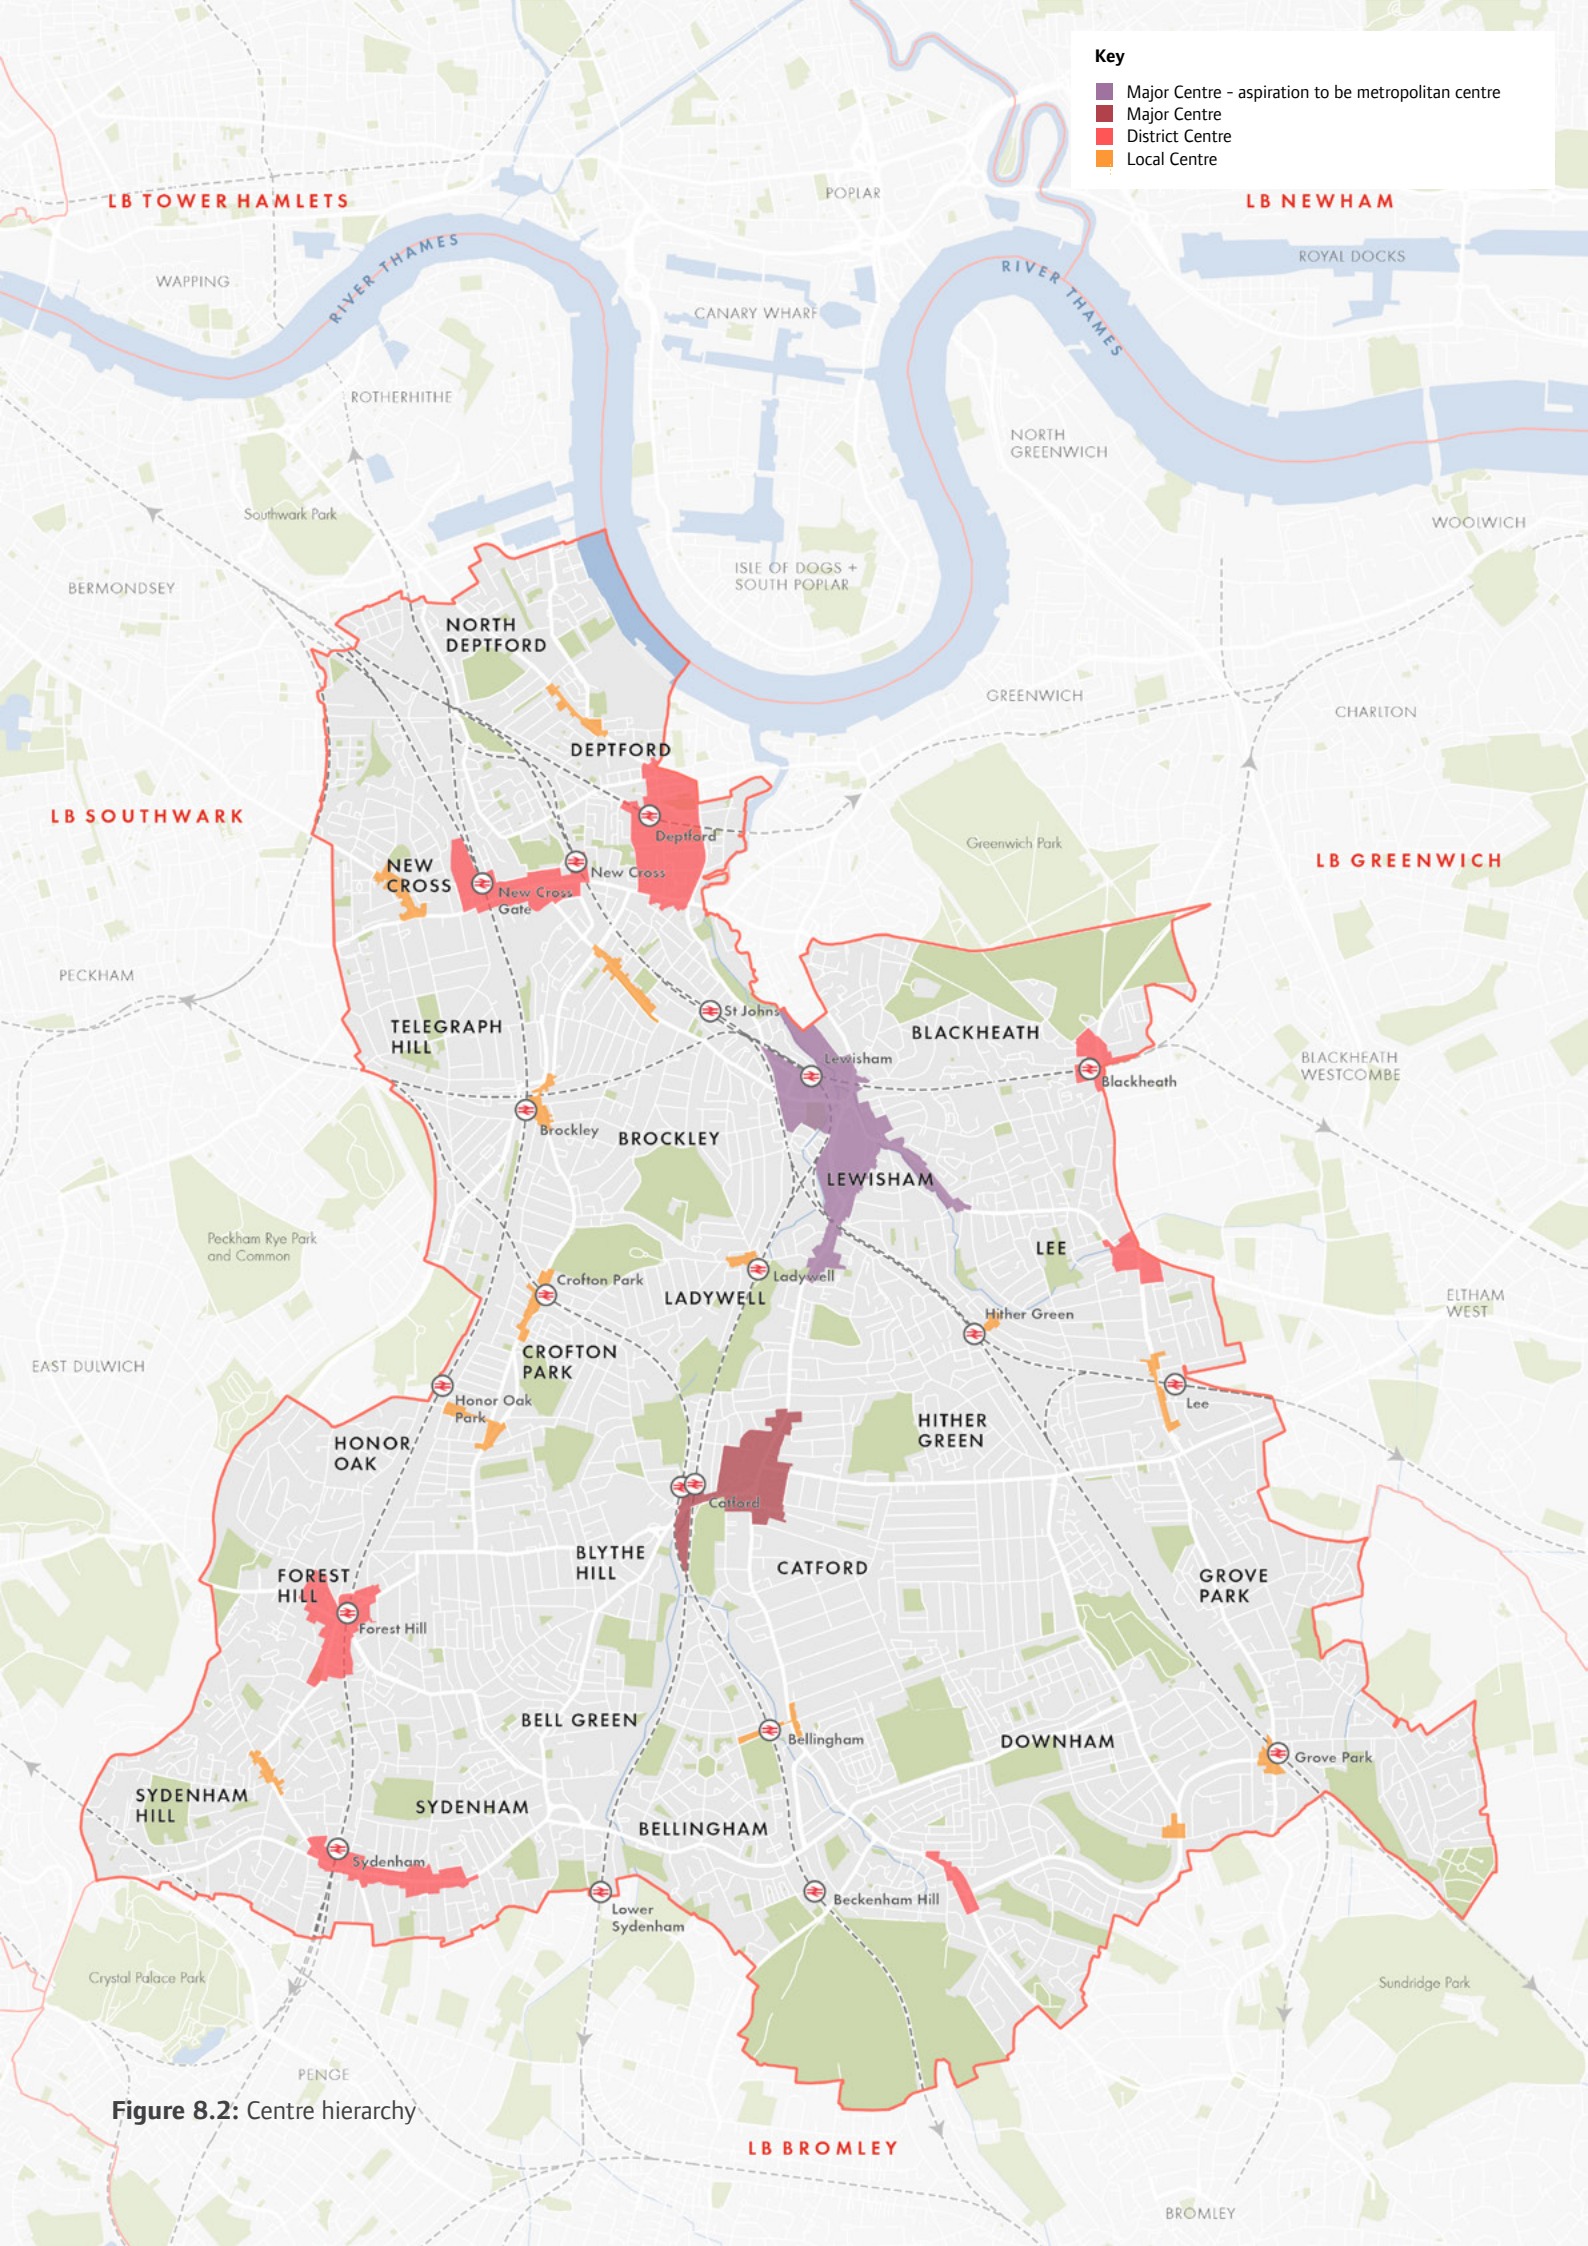 Key
Major Centre - aspiration to be metropolitan centre
Major Centre
District Centre
Local Centre
LB TOWER HAMLETS
POPLAR
LB NEWHAM
RIVER THAMES
ROYAL DOCKS
RIVER THAMES
WAPPING
CANARY WHARF
ROTHERHITHE
NORTH
GREENWICH
Southwark Park
WOOLWICH
ISLE OF DOGS +
SOUTH POPLAR
BERMONDSEY
NORTH
DEPTFORD
GREENWICH
CHARLTON
DEPTFORD
LB SOUTHWARK
Deptford
Greenwich Park
LB GREENWICH
NEW
CROSS
New Cross
New Cross
Gate
PECKHAM
St Johns
TELEGRAPH
HILL
BLACKHEATH
Lewisham
BLACKHEATH
WESTCOMBE
Blackheath
Brockley
BROCKLEY
LEWISHAM
Peckham Rye Park
and Common
LEE
Crofton Park
Ladywell
LADYWELL
ELTHAM
WEST
Hither Green
CROFTON
PARK
EAST DULWICH
Honor Oak
Park
Lee
HONOR
OAK
HITHER
GREEN
Catford
BLYTHE
HILL
CATFORD
FOREST
HILL
GROVE
PARK
Forest Hill
BELL GREEN
Bellingham
DOWNHAM
Grove Park
SYDENHAM
HILL
SYDENHAM
BELLINGHAM
Sydenham
Beckenham Hill
Lower
Sydenham
Crystal Palace Park
Sundridge Park
PENGE
Figure 8.2: Centre hierarchy
LB BROMLEY
BROMLEY